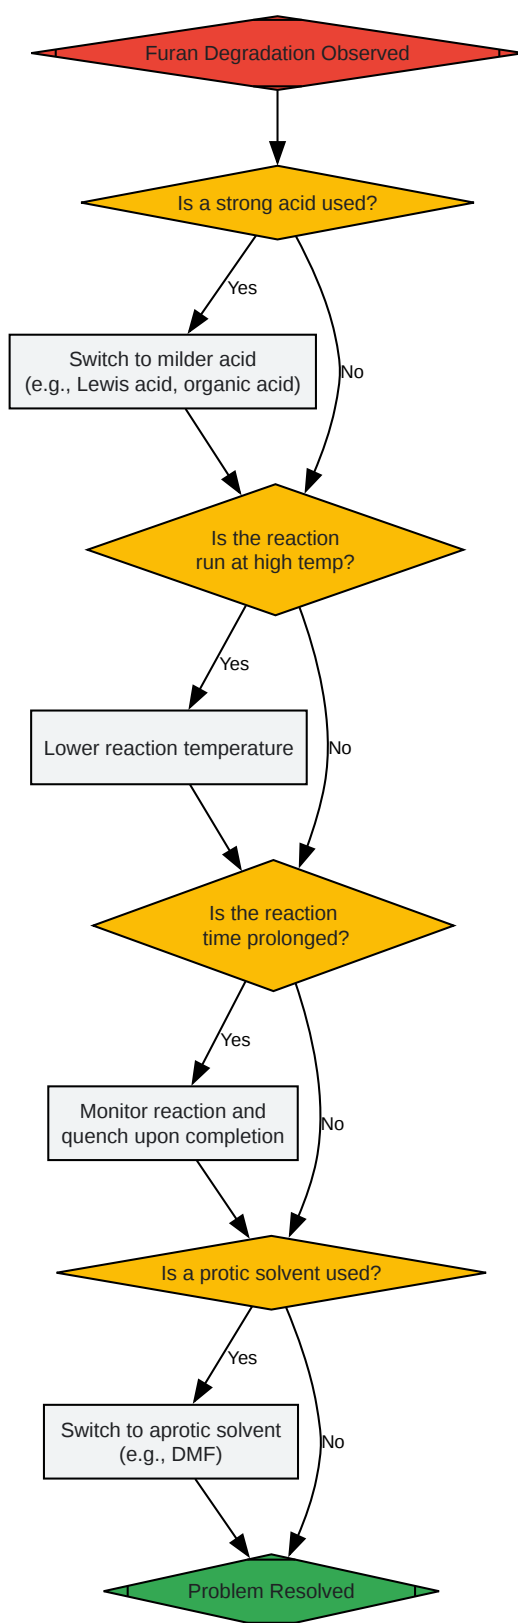 Furan Degradation Observed
Is a strong acid used?
Yes
Switch to milder acid
(e.g., Lewis acid, organic acid)
No
Is the reaction
run at high temp?
Yes
Lower reaction temperature
No
Is the reaction
time prolonged?
Yes
Monitor reaction and
quench upon completion
No
Is a protic solvent used?
Yes
Switch to aprotic solvent
(e.g., DMF)
No
Problem Resolved